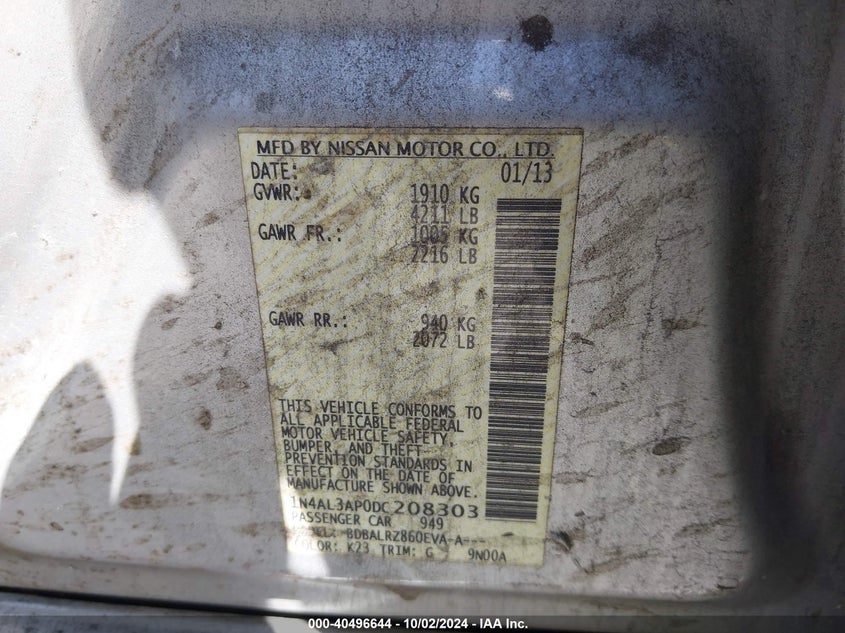 MFD BY NISSAN MOTOR CO., LTD.
DATE: 01/13
GVWR: 1910 KG
4211 LB
GAWR FR.: 1005 KG
2216 LB
GAWR RR.: 940 KG
2072 LB
THIS VEHICLE CONFORMS TO
ALL APPLICABLE FEDERAL
MOTOR VEHICLE SAFETY,
BUMPER, AND THEFT
PREVENTION STANDARDS IN
EFFECT ON THE DATE OF
MANUFACTURE SHOWN ABOVE.
1N4AL3AP0DC208303
PASSENGER CAR 949
MODEL: BDBALRZ860EVA-A---
COLOR: K23 TRIM: G 9N00A
000-40496644 - 10/02/2024 - IAA Inc.